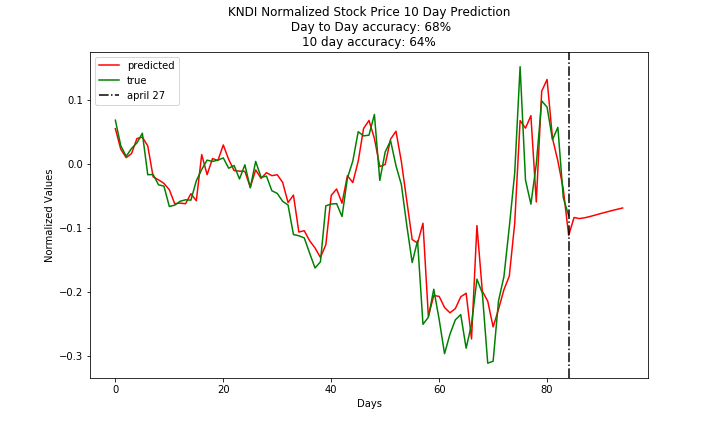 KNDI Normalized Stock Price 10 Day Prediction
Day to Day accuracy: 68%
10 day accuracy: 64%
predicted
true
april 27
Normalized Values
0.1
0.0
−0.1
−0.2
−0.3
0 20 40 60 80
Days